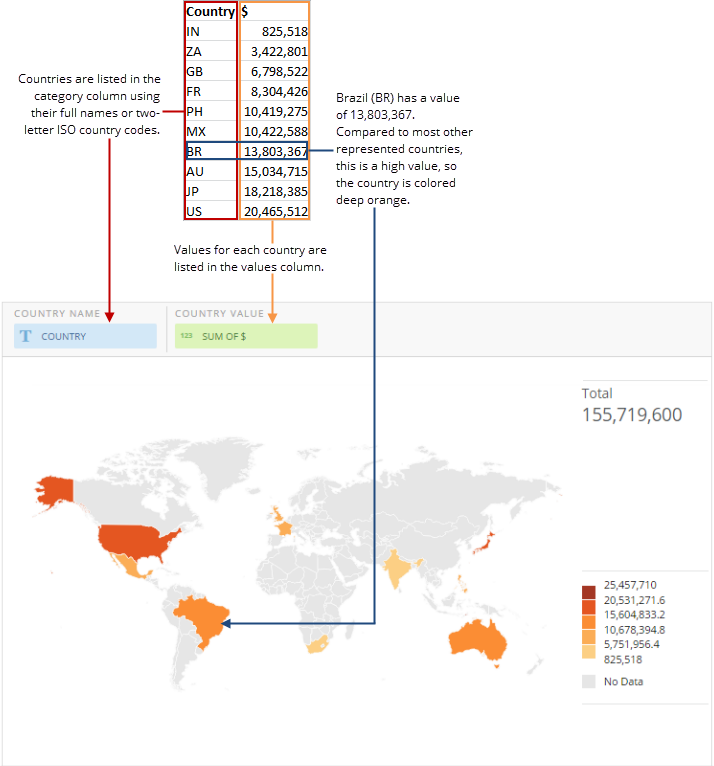 Country $
IN 825,518
ZA 3,422,801
GB 6,798,522
FR 8,304,426
PH 10,419,275
MX 10,422,588
BR 13,803,367
AU 15,034,715
JP 18,218,385
US 20,465,512
Countries are listed in the
category column using
their full names or two-
letter ISO country codes.
Brazil (BR) has a value
of 13,803,367.
Compared to most other
represented countries,
this is a high value, so
the country is colored
deep orange.
Values for each country are
listed in the values column.
COUNTRY NAME
T COUNTRY
COUNTRY VALUE
123 SUM OF $
Total
155,719,600
25,457,710
20,531,271.6
15,604,833.2
10,678,394.8
5,751,956.4
825,518
No Data